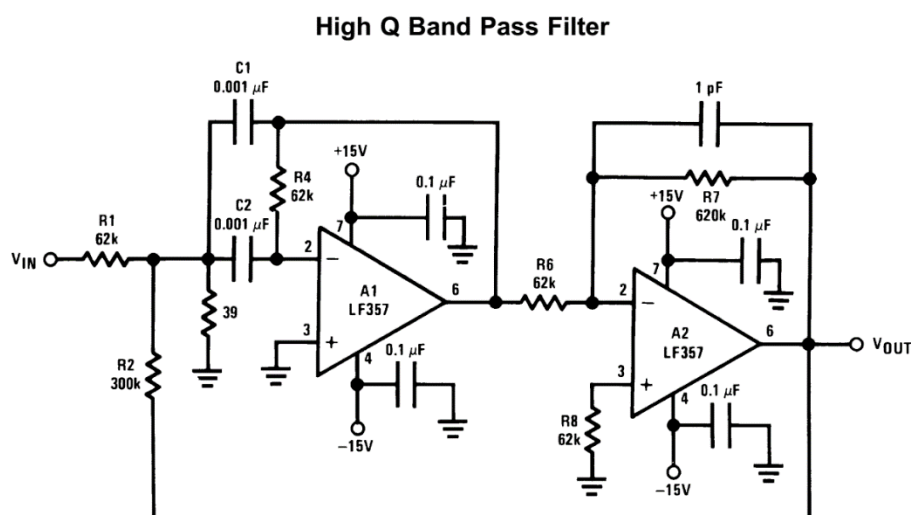 High Q Band Pass Filter
C1
0.001 μF
1 pF
+15V
R4
62k
0.1 μF
R7
620k
+15V
C2
0.001 μF
0.1 μF
R1
62k
VIN
7
2
−
6
R6
62k
7
A1
LF357
2
−
39
3
+
4
A2
LF357
6
VOUT
R2
300k
0.1 μF
3
+
4
0.1 μF
R8
62k
−15V
−15V